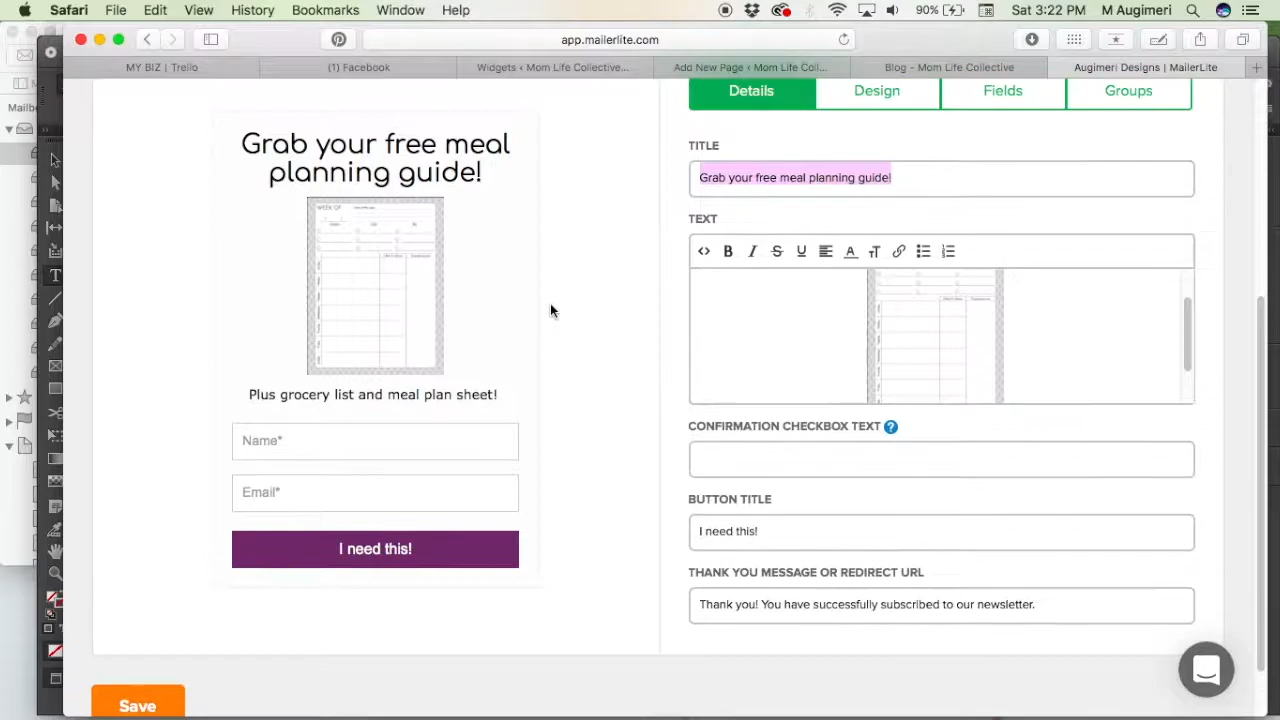 Safari File Edit View History Bookmarks Window Help 90% Sat 3:22 PM M Augimeri
app.mailerlite.com
MY BIZ | Trello (1) Facebook Widgets ‹ Mom Life Collective... Add New Page ‹ Mom Life Coll... Blog - Mom Life Collective Augimeri Designs | MailerLite
Mailbo
Details Design Fields Groups
Grab your free meal
planning guide!
WEEK OF
Plus grocery list and meal plan sheet!
Name*
Email*
I need this!
TITLE
Grab your free meal planning guide!
TEXT
CONFIRMATION CHECKBOX TEXT ?
BUTTON TITLE
I need this!
THANK YOU MESSAGE OR REDIRECT URL
Thank you! You have successfully subscribed to our newsletter.
Save